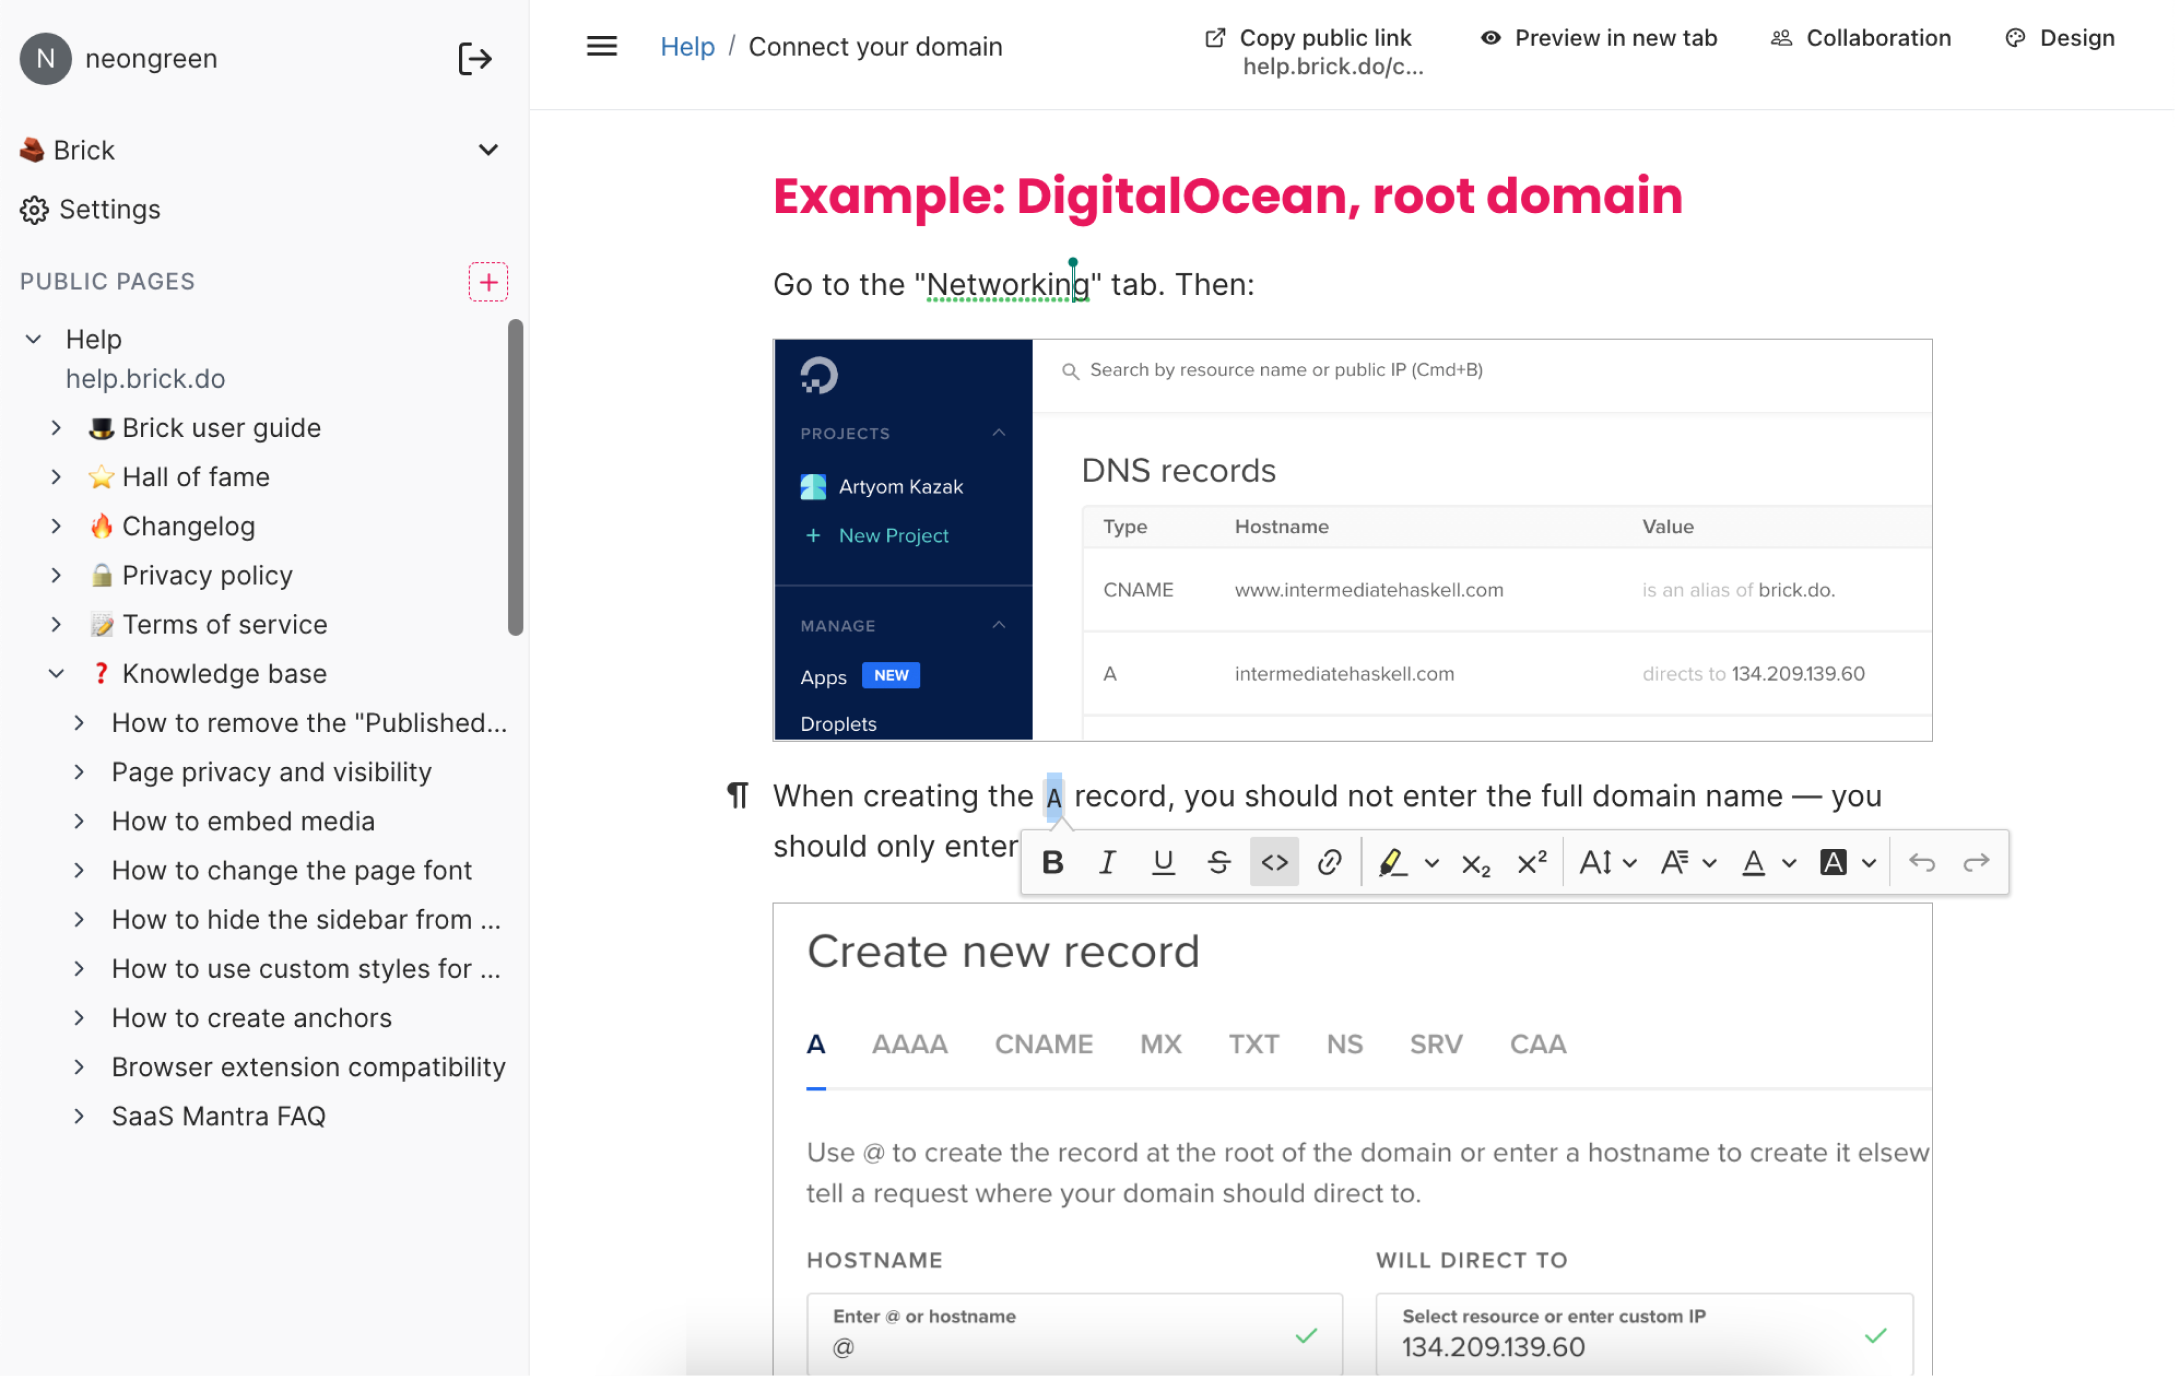 N neongreen
Brick
Settings
PUBLIC PAGES
Help
help.brick.do
Brick user guide
Hall of fame
Changelog
Privacy policy
Terms of service
Knowledge base
How to remove the "Published...
Page privacy and visibility
How to embed media
How to change the page font
How to hide the sidebar from ...
How to use custom styles for ...
How to create anchors
Browser extension compatibility
SaaS Mantra FAQ
Help / Connect your domain
Copy public link
help.brick.do/c...
Preview in new tab
Collaboration
Design
Example: DigitalOcean, root domain
Go to the "Networking" tab. Then:
PROJECTS
Artyom Kazak
+ New Project
MANAGE
Apps NEW
Droplets
Search by resource name or public IP (Cmd+B)
DNS records
Type Hostname Value
CNAME www.intermediatehaskell.com is an alias of brick.do.
A intermediatehaskell.com directs to 134.209.139.60
¶ When creating the A record, you should not enter the full domain name — you
should only enter
B I U S <> X₂ X² A A A A
Create new record
A AAAA CNAME MX TXT NS SRV CAA
Use @ to create the record at the root of the domain or enter a hostname to create it elsew
tell a request where your domain should direct to.
HOSTNAME
Enter @ or hostname
@
WILL DIRECT TO
Select resource or enter custom IP
134.209.139.60